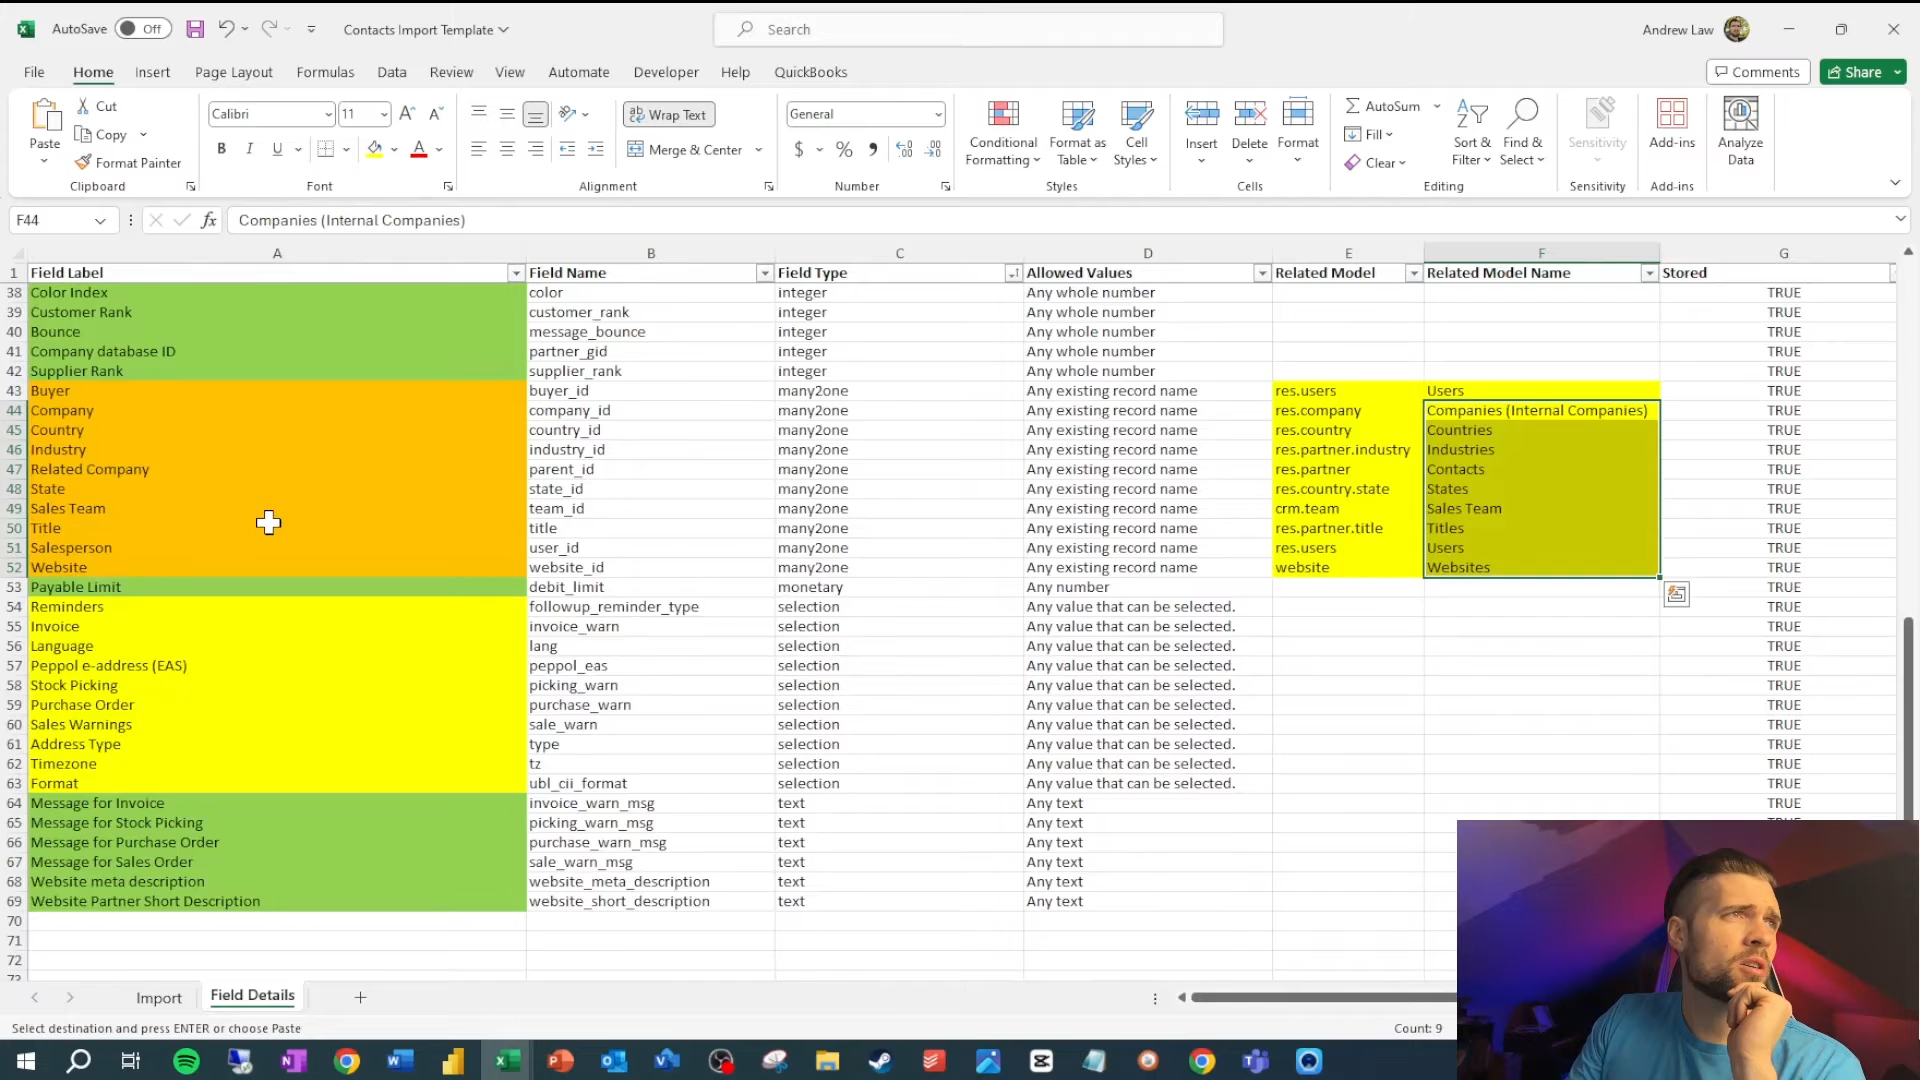 AutoSave Off Contacts Import Template Search Andrew Law
File Home Insert Page Layout Formulas Data Review View Automate Developer Help QuickBooks Comments Share
Paste Cut Copy Format Painter Clipboard
Calibri 11 B I U Font
Wrap Text Merge & Center Alignment
General $ % Number
Conditional Formatting Format as Table Cell Styles Styles
Insert Delete Format Cells
AutoSum Fill Clear Sort & Filter Find & Select Editing
Sensitivity Sensitivity
Add-ins Add-ins
Analyze Data
F44 fx Companies (Internal Companies)
A B C D E F G
1 Field Label Field Name Field Type Allowed Values Related Model Related Model Name Stored
38 Color Index color integer Any whole number TRUE
39 Customer Rank customer_rank integer Any whole number TRUE
40 Bounce message_bounce integer Any whole number TRUE
41 Company database ID partner_gid integer Any whole number TRUE
42 Supplier Rank supplier_rank integer Any whole number TRUE
43 Buyer buyer_id many2one Any existing record name res.users Users TRUE
44 Company company_id many2one Any existing record name res.company Companies (Internal Companies) TRUE
45 Country country_id many2one Any existing record name res.country Countries TRUE
46 Industry industry_id many2one Any existing record name res.partner.industry Industries TRUE
47 Related Company parent_id many2one Any existing record name res.partner Contacts TRUE
48 State state_id many2one Any existing record name res.country.state States TRUE
49 Sales Team team_id many2one Any existing record name crm.team Sales Team TRUE
50 Title title many2one Any existing record name res.partner.title Titles TRUE
51 Salesperson user_id many2one Any existing record name res.users Users TRUE
52 Website website_id many2one Any existing record name website Websites TRUE
53 Payable Limit debit_limit monetary Any number TRUE
54 Reminders followup_reminder_type selection Any value that can be selected. TRUE
55 Invoice invoice_warn selection Any value that can be selected. TRUE
56 Language lang selection Any value that can be selected. TRUE
57 Peppol e-address (EAS) peppol_eas selection Any value that can be selected. TRUE
58 Stock Picking picking_warn selection Any value that can be selected. TRUE
59 Purchase Order purchase_warn selection Any value that can be selected. TRUE
60 Sales Warnings sale_warn selection Any value that can be selected. TRUE
61 Address Type type selection Any value that can be selected. TRUE
62 Timezone tz selection Any value that can be selected. TRUE
63 Format ubl_cii_format selection Any value that can be selected. TRUE
64 Message for Invoice invoice_warn_msg text Any text TRUE
65 Message for Stock Picking picking_warn_msg text Any text
66 Message for Purchase Order purchase_warn_msg text Any text
67 Message for Sales Order sale_warn_msg text Any text
68 Website meta description website_meta_description text Any text
69 Website Partner Short Description website_short_description text Any text
70
71
72
Import Field Details
Select destination and press ENTER or choose Paste Count: 9